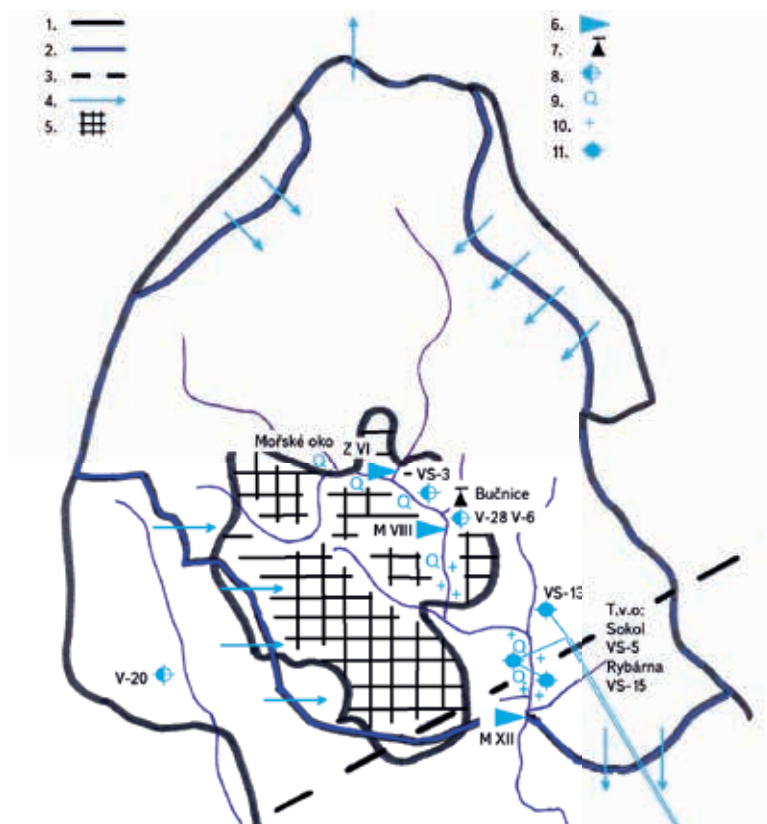 1.
2.
3.
4.
5.
6.
7.
8.
9.
10.
11.
Mořské oko
Z VI
VS-3
Bučnice
V-28 V-6
M VIII
VS-13
T.v.o:
Sokol
VS-5
Rybárna
VS-15
V-20
M XII